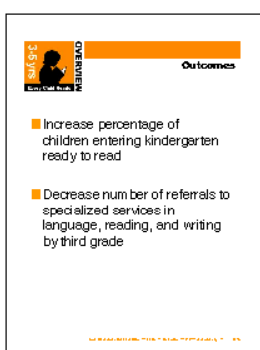 3-5 yrs
OVERVIEW
Every Child Reads
Outcomes
Increase percentage of
children entering kindergarten
ready to read
Decrease number of referrals to
specialized services in
language, reading, and writing
by third grade